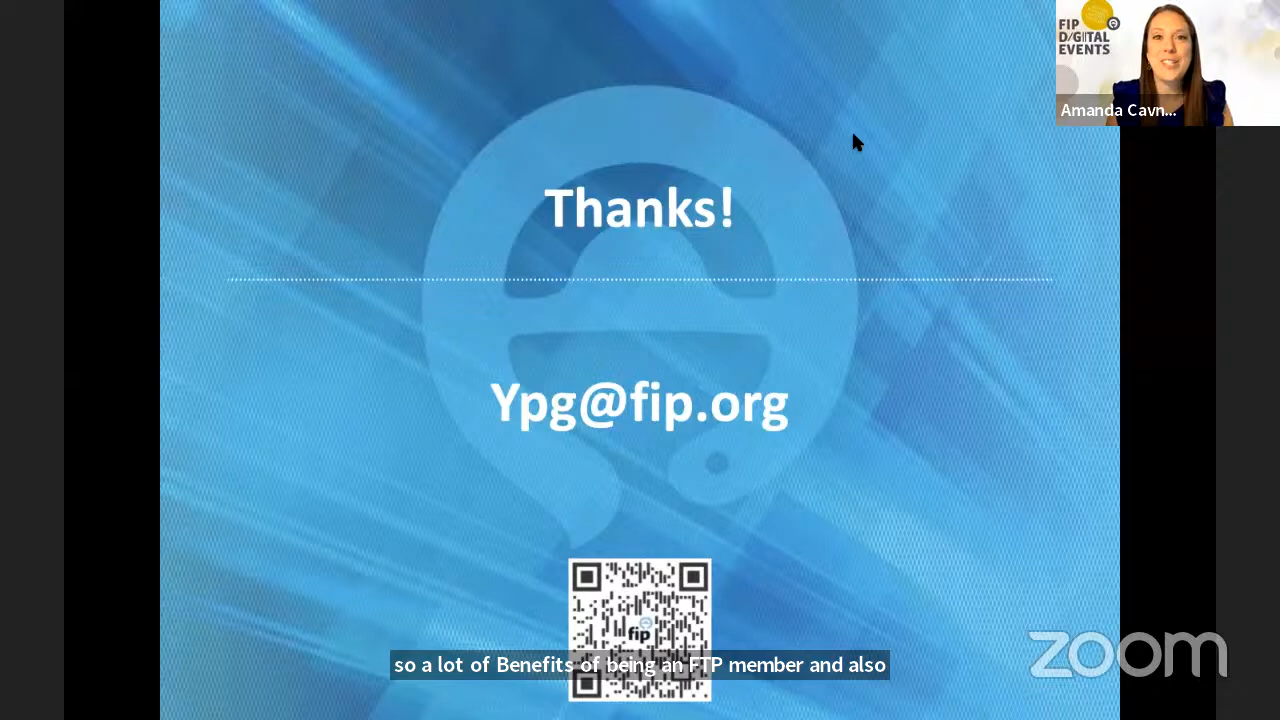 FIP
D/G/TAL
EVENTS
Amanda Cavn...
Thanks!
Ypg@fip.org
fip
so a lot of Benefits of being an FTP member and also
zoom